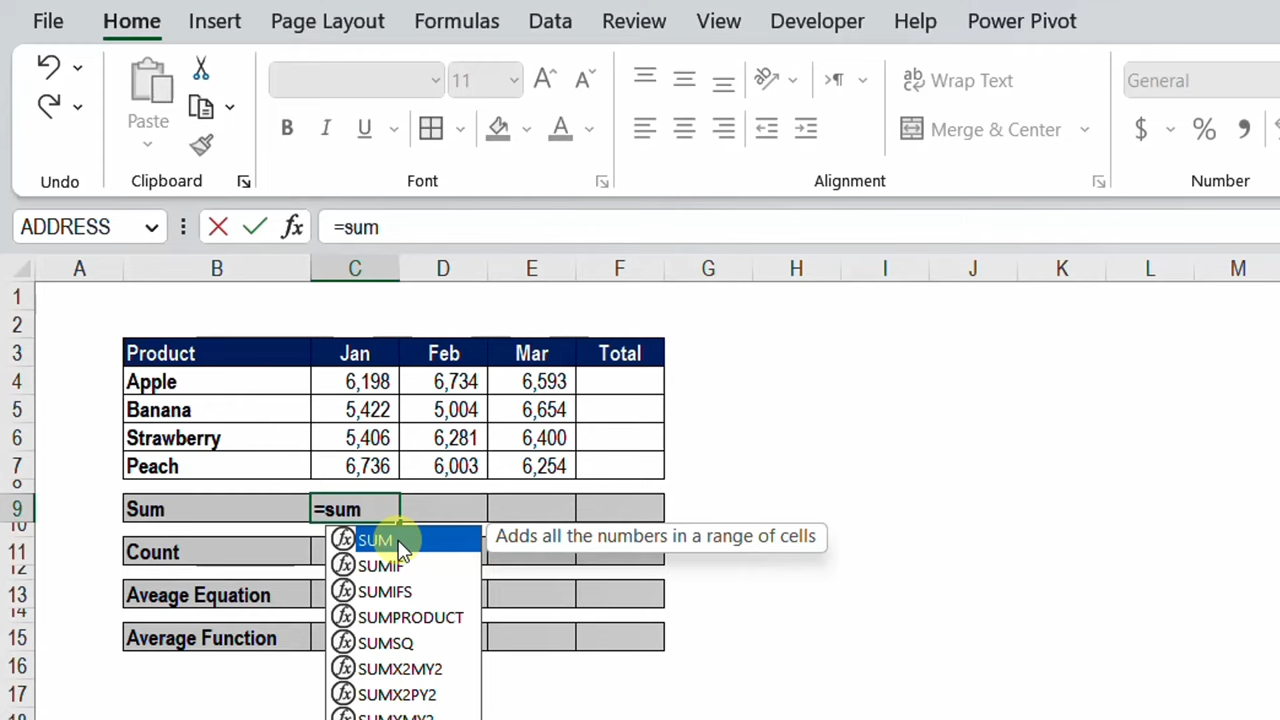 File Home Insert Page Layout Formulas Data Review View Developer Help Power Pivot
11 Wrap Text General
Paste B I U Merge & Center $ % 9
Undo Clipboard Font Alignment Number
ADDRESS fx =sum
A B C D E F G H I J K L M
1
2
3 Product Jan Feb Mar Total
4 Apple 6,198 6,734 6,593
5 Banana 5,422 5,004 6,654
6 Strawberry 5,406 6,281 6,400
7 Peach 6,736 6,003 6,254
8
9 Sum =sum
10 SUM Adds all the numbers in a range of cells
11 Count SUMIF
12
13 Aveage Equation SUMIFS
14 SUMPRODUCT
15 Average Function SUMSQ
16 SUMX2MY2
17 SUMX2PY2
18 SUMXMY2